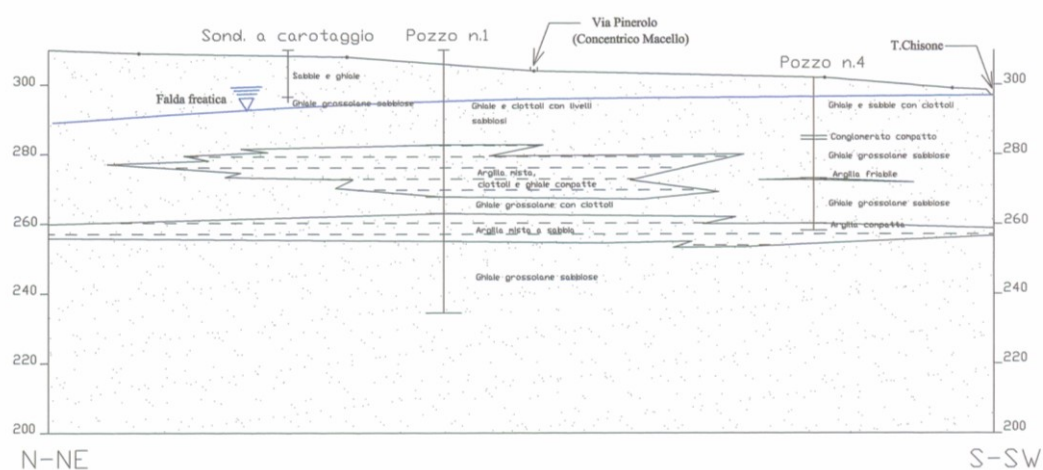 Via Pinerolo
(Concentrico Macello)
Sond. a carotaggio
Pozzo n.1
T.Chisone
Pozzo n.4
300
300
Sabbie e ghiaie
Falda freatica
Ghiaie grossolane sabbiose
Ghiaie e ciottoli con livelli
sabbiosi
Ghiaie e sabbie con ciottoli
Conglomerato compatto
280
280
Ghiaie grossolane sabbiose
Argilla mista,
ciottoli e ghiaie compatte
Argilla friabile
Ghiaie grossolane con ciottoli
Ghiaie grossolane sabbiose
260
260
Argilla mista a sabbia
Argilla compatta
Ghiaie grossolane sabbiose
240
240
220
220
200
200
N-NE
S-SW